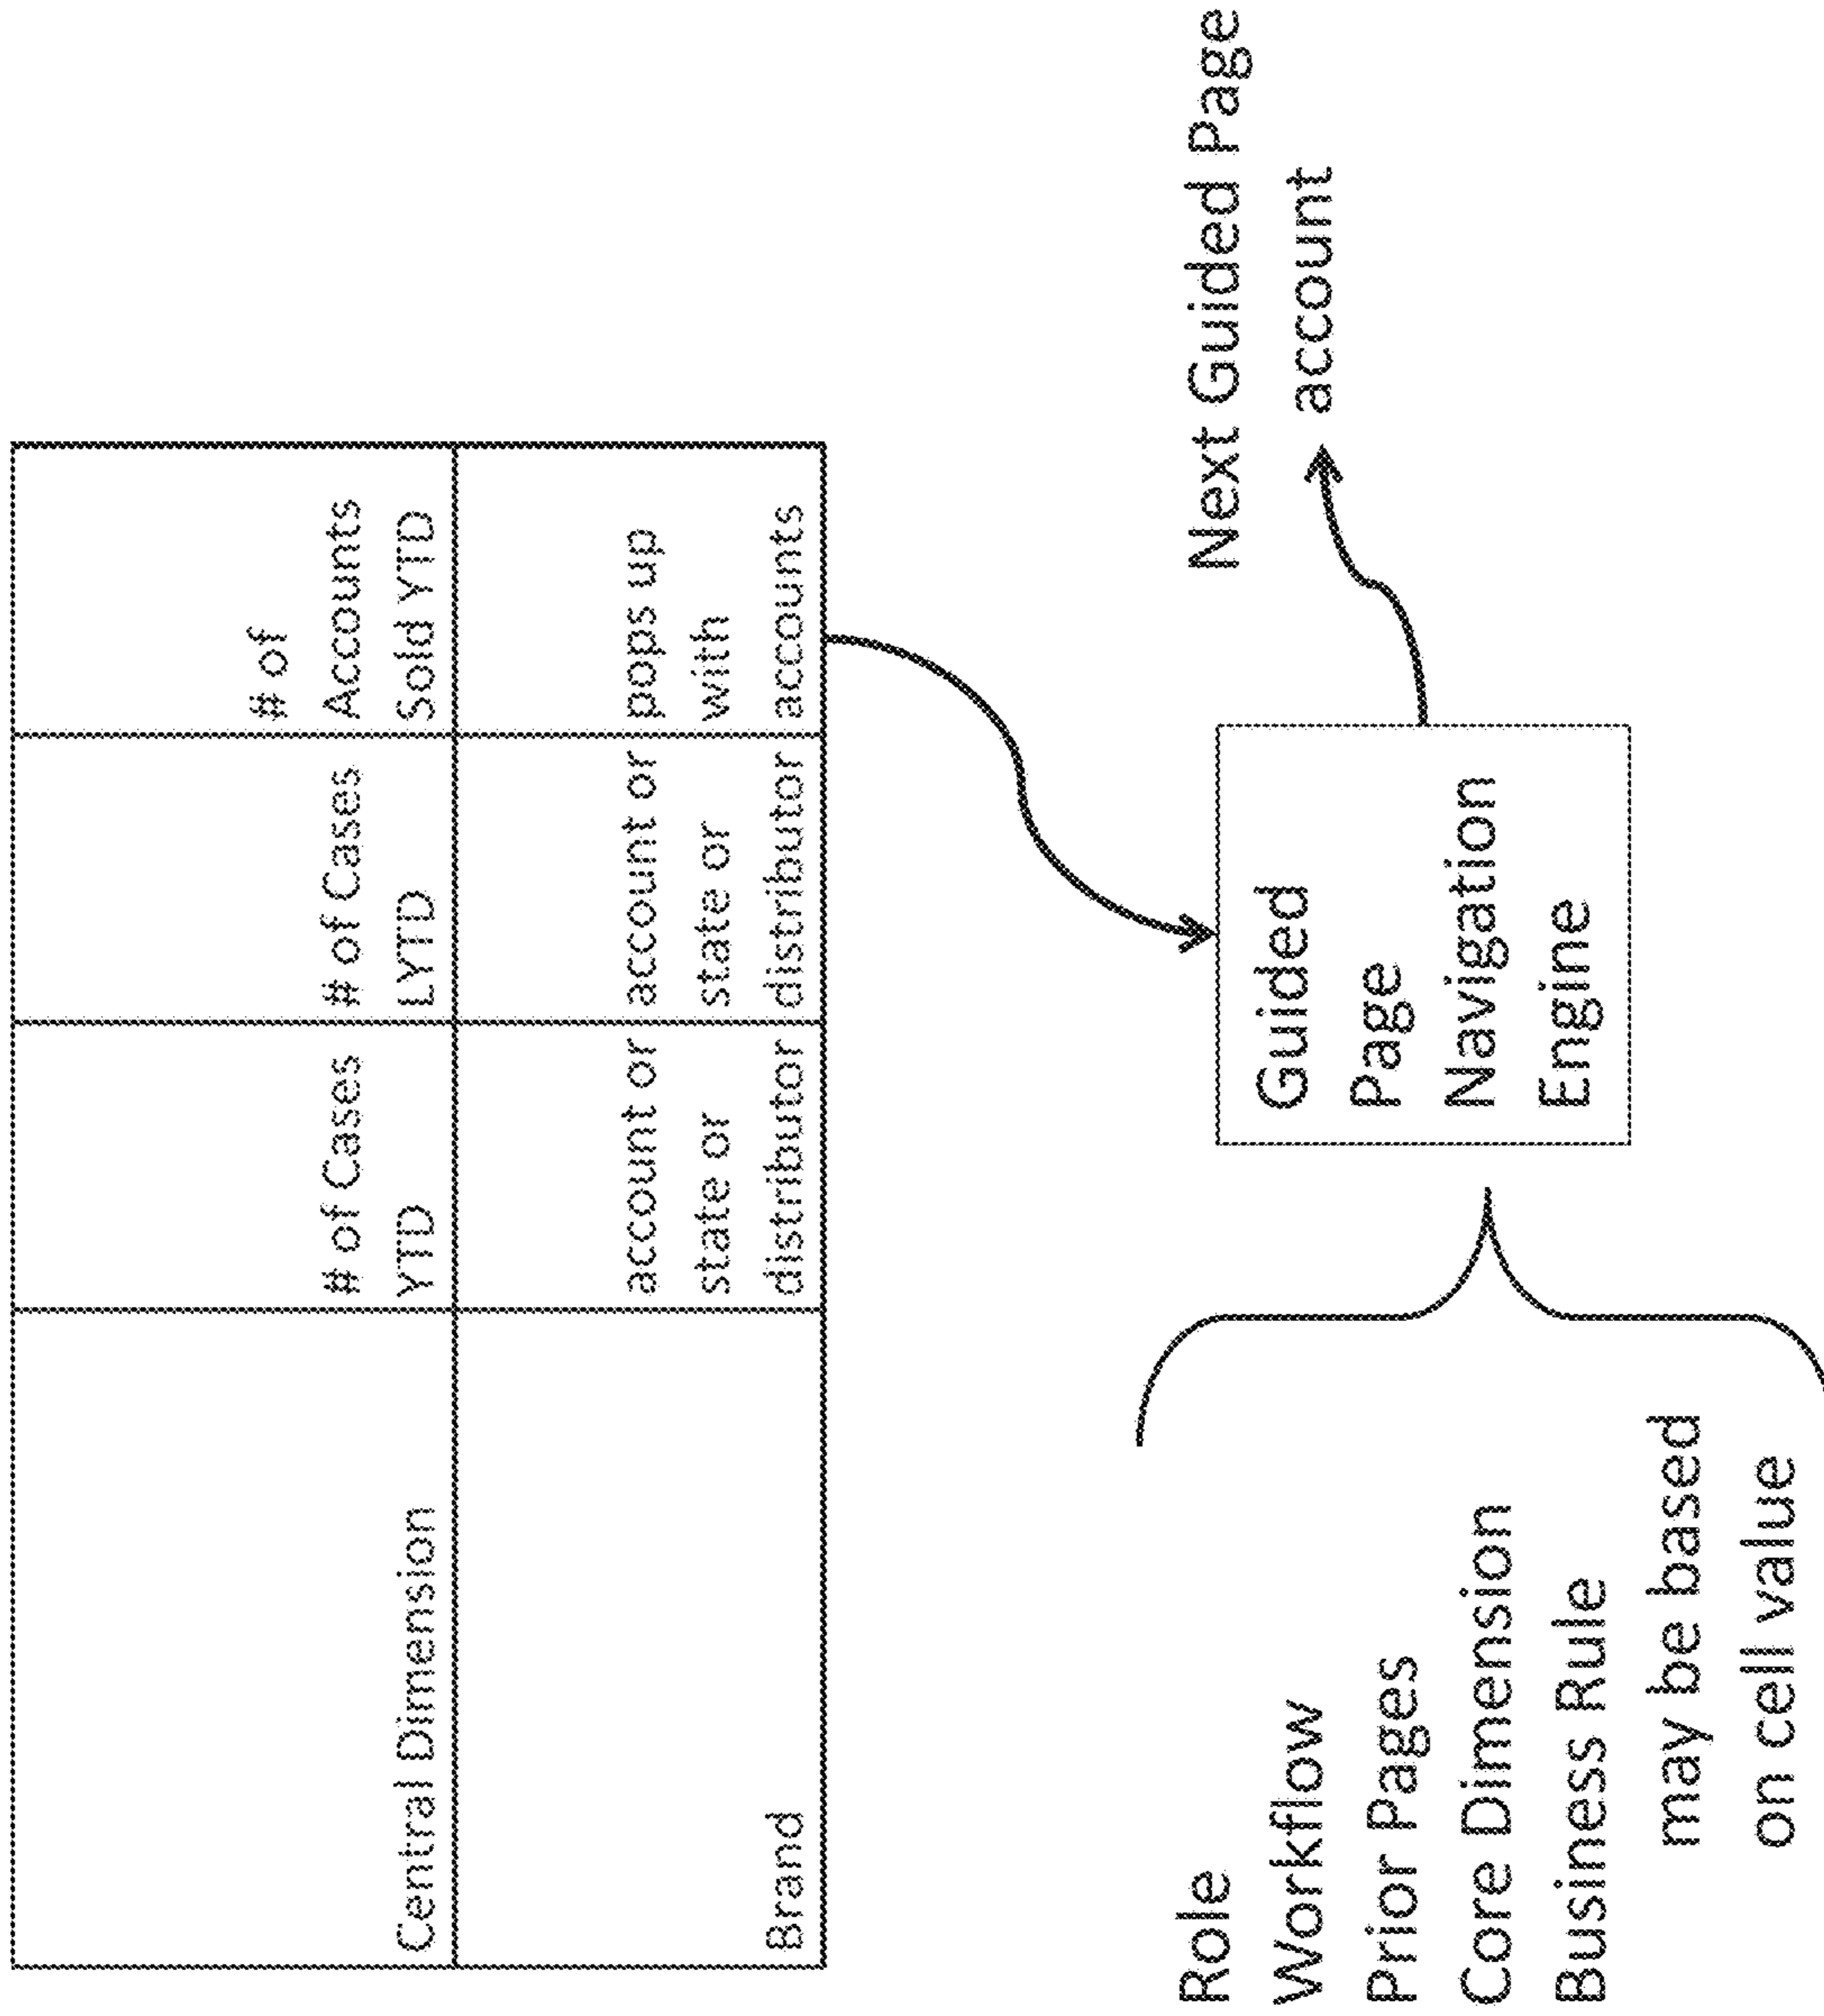 Central Dimension
# of Cases
YTD
# of Cases
LYTD
# of
Accounts
Sold YTD
Brand
account or
state or
distributor
account or
state or
distributor
pops up
with
accounts
Role
Workflow
Prior Pages
Core Dimension
Business Rule
may be based
on cell value
Guided
Page
Navigation
Engine
Next Guided Page
account